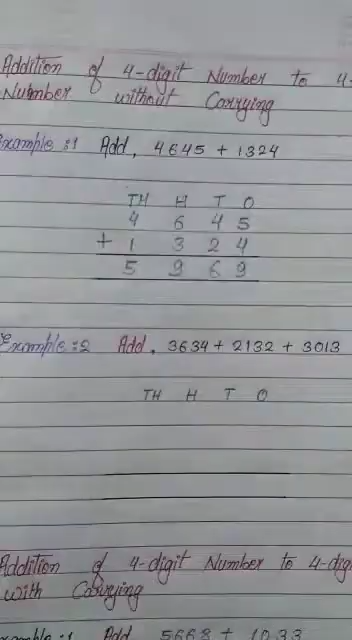 Addition of 4-digit Number to 4-
Number without Carrying
Example :1 Add, 4645 + 1324
TH H T O
4 6 4 5
+ 1 3 2 4
5 9 6 9
Example :2 Add, 3634 + 2132 + 3013
TH H T O
Addition of 4-digit Number to 4-dig
with Carrying
Example :1 Add 5668 + 1033